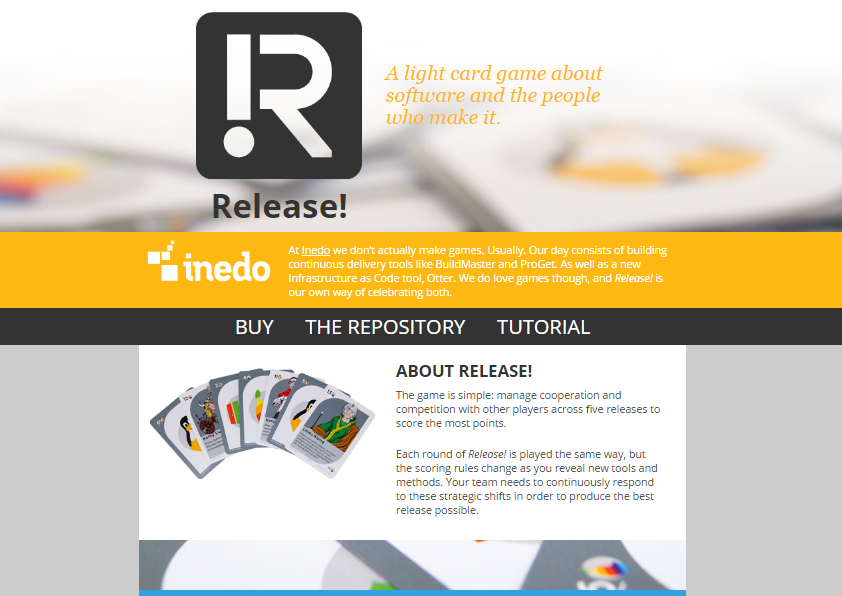 A light card game about
software and the people
who make it.
Release!
inedo
At Inedo we don't actually make games. Usually. Our day consists of building
continuous delivery tools like BuildMaster and ProGet. As well as a new
Infrastructure as Code tool, Otter. We do love games though, and Release! is
our own way of celebrating both.
BUY THE REPOSITORY TUTORIAL
ABOUT RELEASE!
The game is simple: manage cooperation and
competition with other players across five releases to
score the most points.
Each round of Release! is played the same way, but
the scoring rules change as you reveal new tools and
methods. Your team needs to continuously respond
to these strategic shifts in order to produce the best
release possible.